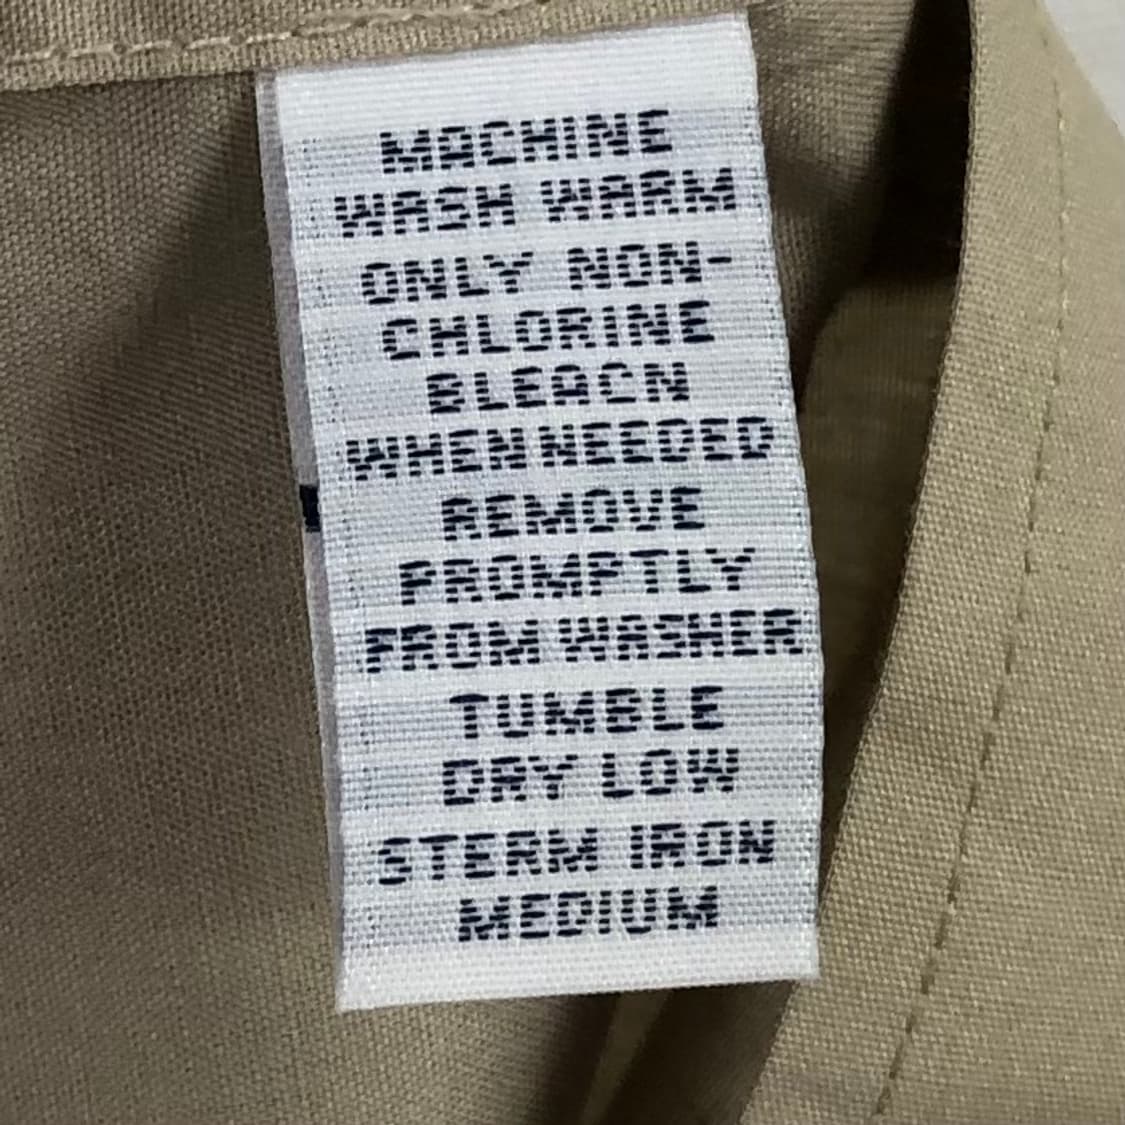 MACHINE
WASH WARM
ONLY NON-
CHLORINE
BLEACN
WHEN NEEDED
REMOVE
PROMPTLY
FROM WASHER
TUMBLE
DRY LOW
STERM IRON
MEDIUM